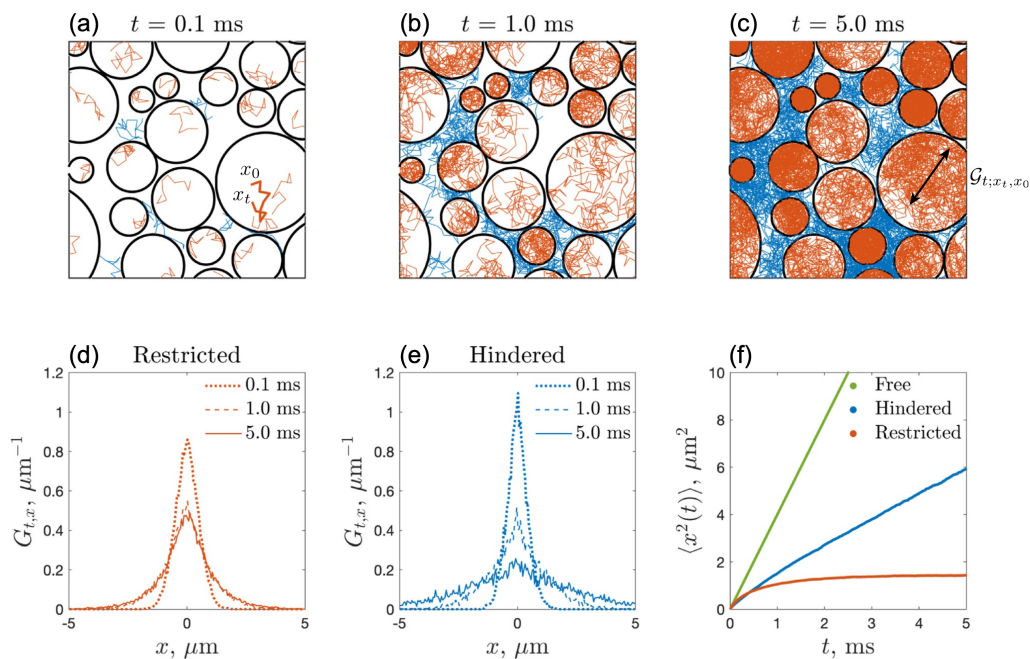 (a) t = 0.1 ms
(b) t = 1.0 ms
(c) t = 5.0 ms
x₀
xₜ
𝒢ₜ;ₓₜ,ₓ₀
(d) Restricted
1.2
1
0.8
0.6
0.4
0.2
0
Gₜ,ₓ, μm⁻¹
0.1 ms
1.0 ms
5.0 ms
-5 0 5
x, μm
(e) Hindered
1.2
1
0.8
0.6
0.4
0.2
0
Gₜ,ₓ, μm⁻¹
0.1 ms
1.0 ms
5.0 ms
-5 0 5
x, μm
(f)
10
8
6
4
2
0
⟨x²(t)⟩, μm²
Free
Hindered
Restricted
0 1 2 3 4 5
t, ms